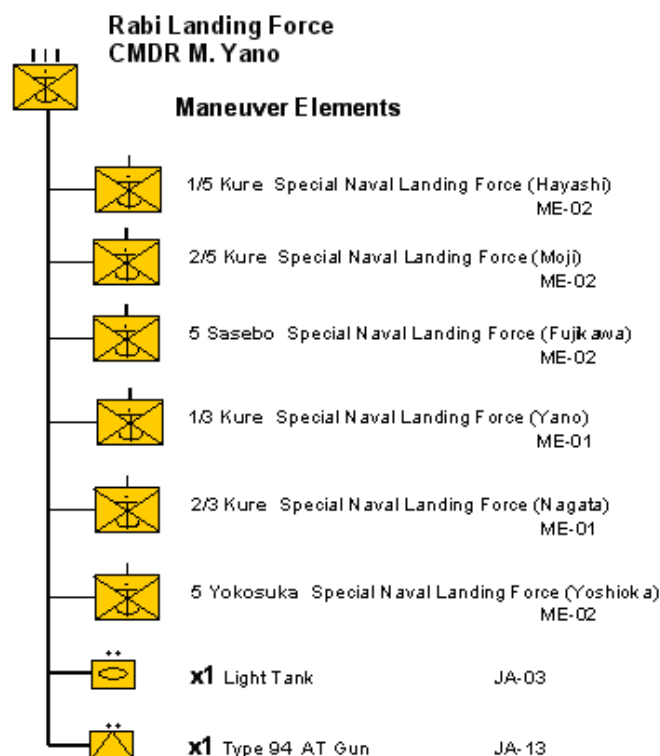 Rabi Landing Force
CMDR M. Yano
Maneuver Elements
1/5 Kure Special Naval Landing Force (Hayashi)
ME-02
2/5 Kure Special Naval Landing Force (Moji)
ME-02
5 Sasebo Special Naval Landing Force (Fujikawa)
ME-02
1/3 Kure Special Naval Landing Force (Yano)
ME-01
2/3 Kure Special Naval Landing Force (Nagata)
ME-01
5 Yokosuka Special Naval Landing Force (Yoshioka)
ME-02
x1 Light Tank JA-03
x1 Type 94 AT Gun JA-13